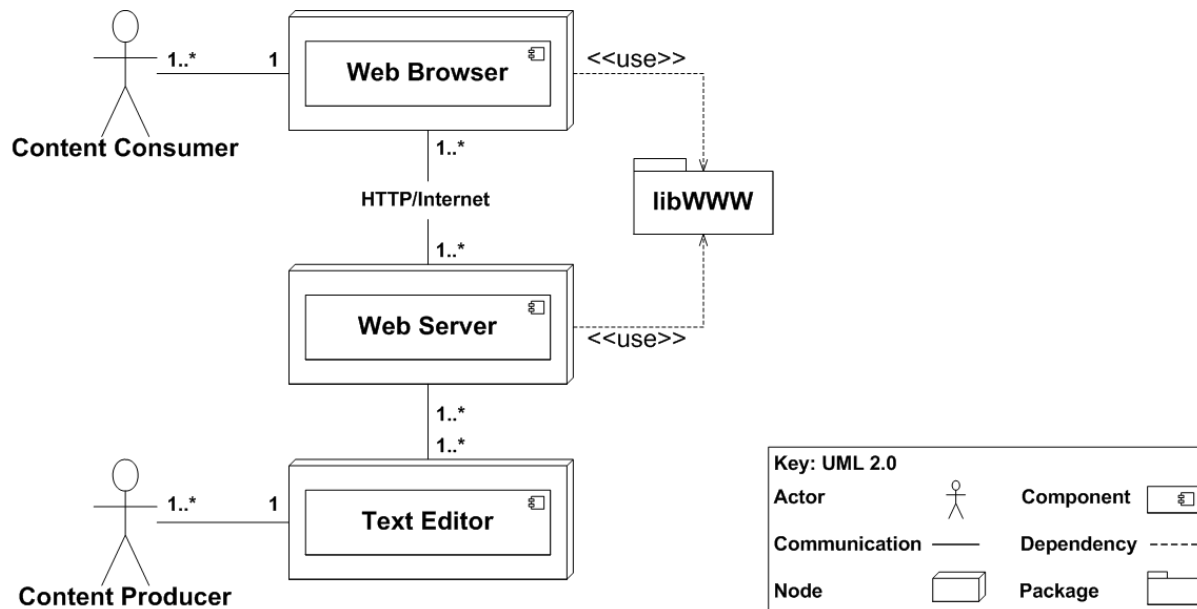 Web Browser
<<use>>
1..*
1
Content Consumer
1..*
HTTP/Internet
libWWW
1..*
Web Server
<<use>>
1..*
1..*
Text Editor
1..*
1
Content Producer
Key: UML 2.0
Actor
Component
Communication
Dependency
Node
Package